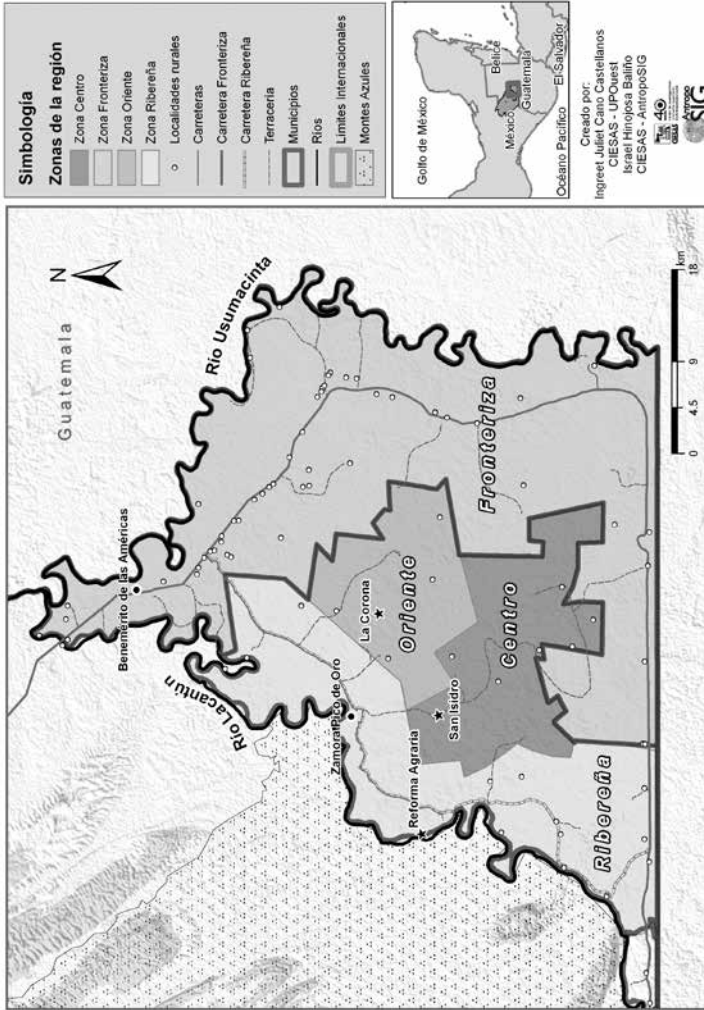 Simbología
Zonas de la región
Zona Centro
Zona Fronteriza
Zona Oriente
Zona Ribereña
Localidades rurales
Carreteras
Carretera Fronteriza
Carretera Ribereña
Terracería
Municipios
Ríos
Límites Internacionales
Montes Azules
Golfo de México
Belice
México
Guatemala
El Salvador
Océano Pacífico
Creado por:
Ingreet Juliet Cano Castellanos
CIESAS - UPOuest
Israel Hinojosa Baliño
CIESAS - AntropoSIG
40
CIESAS
Antropo
SIG
Guatemala
N
Río Usumacinta
Benemérito de las Américas
Río Lacantún
Zamora Pico de Oro
La Corona
Oriente
Fronteriza
Reforma Agraria
San Isidro
Centro
Ribereña
0 4.5 9 18
km